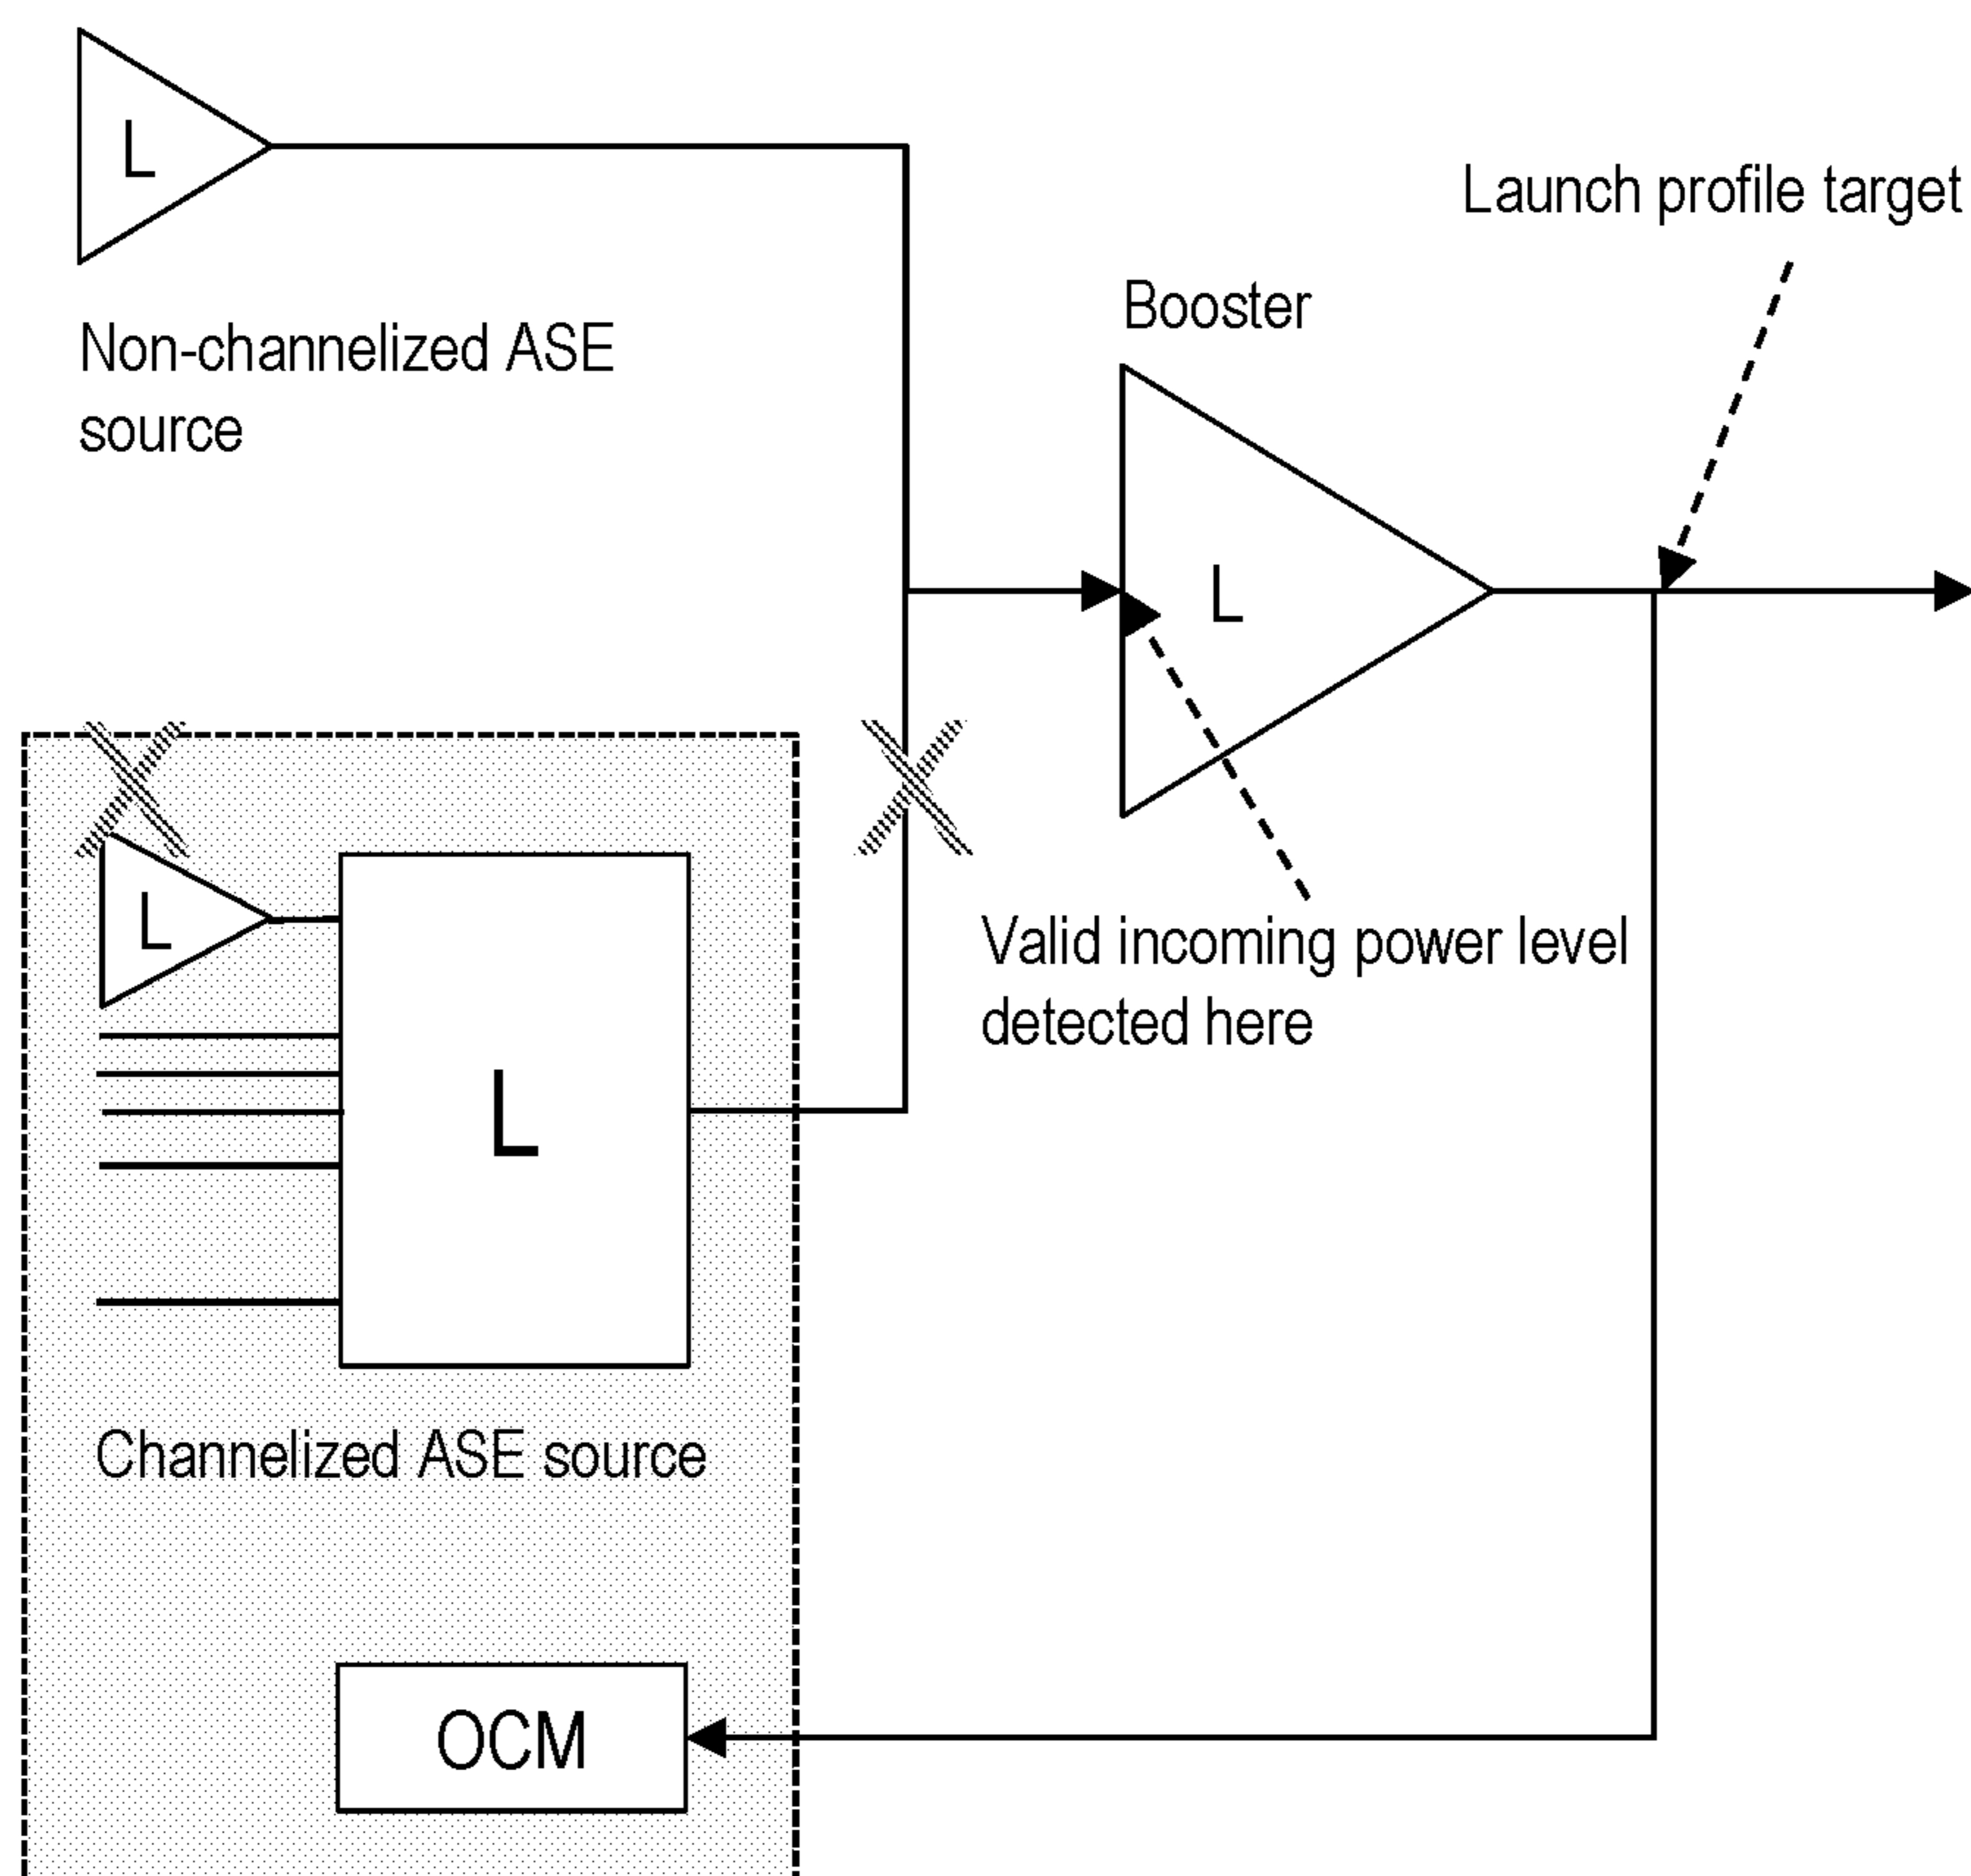 L
Launch profile target
Booster
Non-channelized ASE
source
L
L
Valid incoming power level
detected here
L
Channelized ASE source
OCM